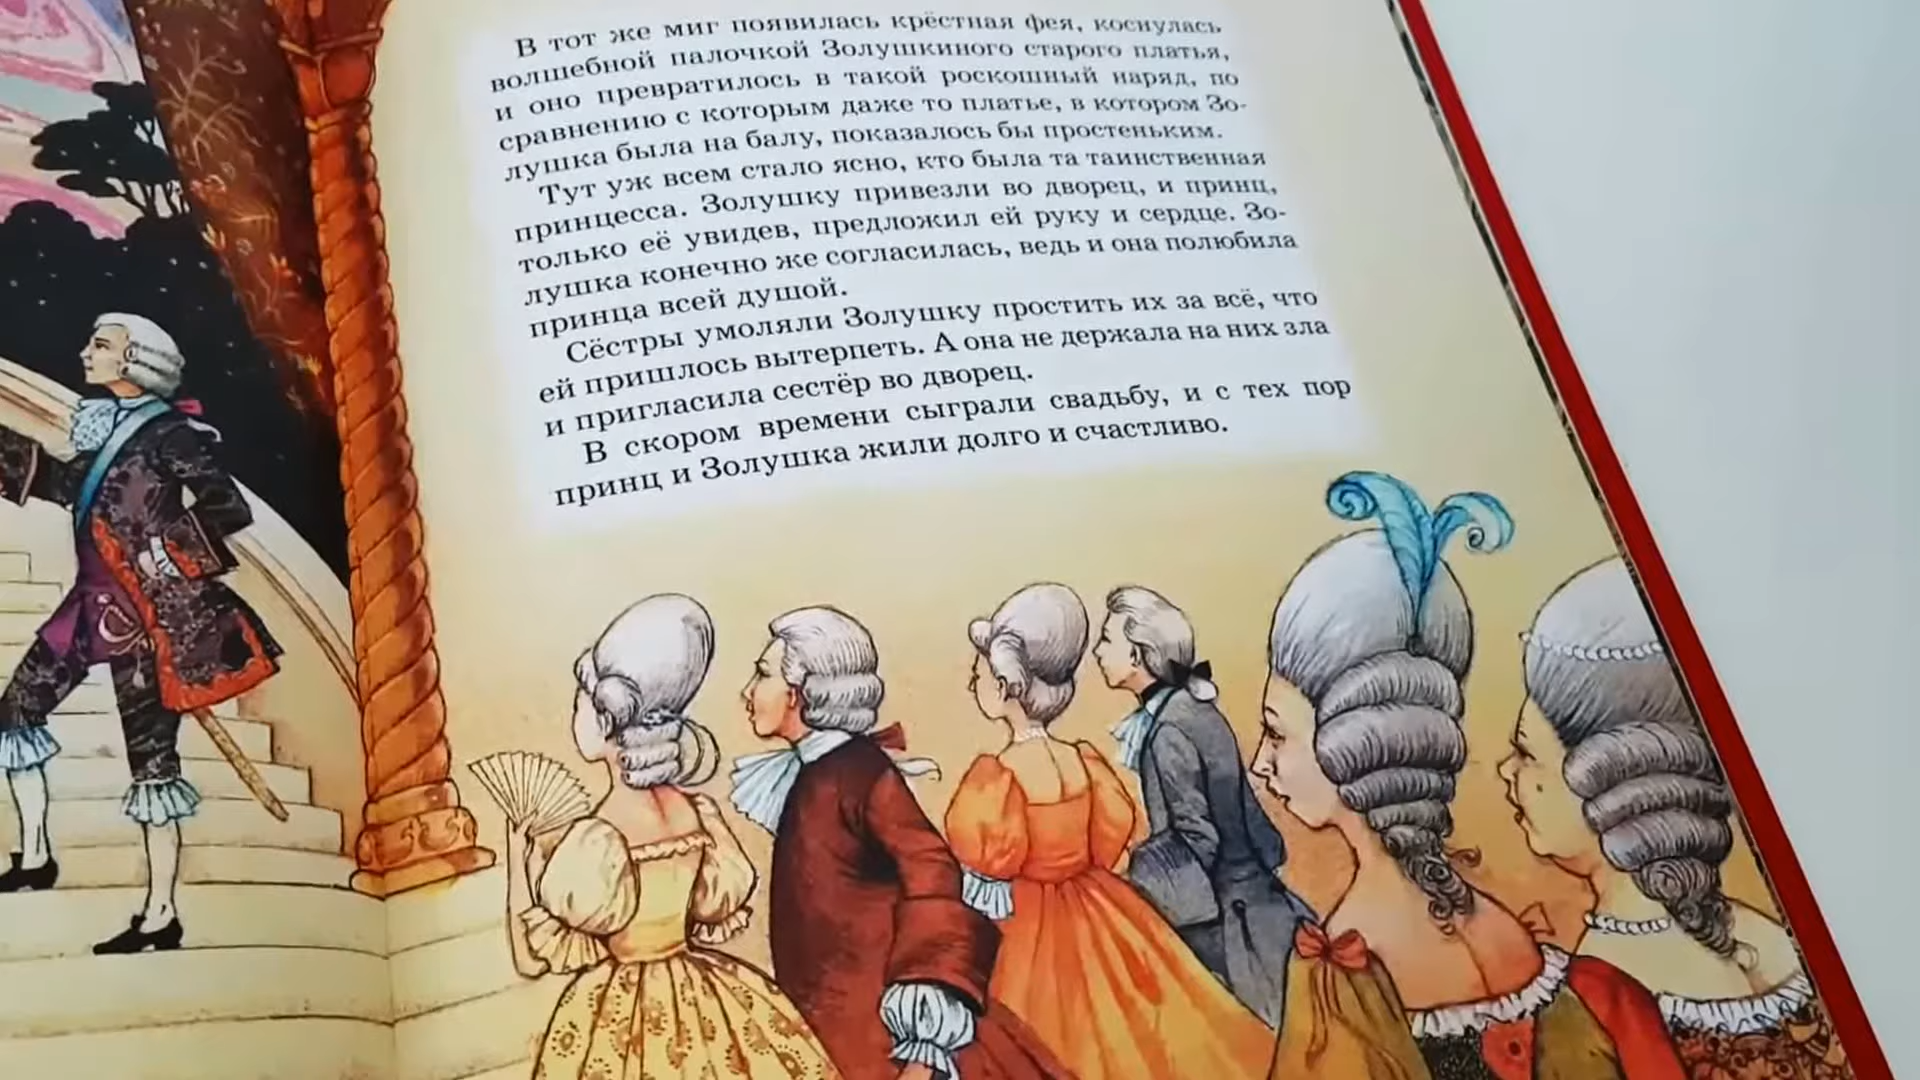 В тот же миг появилась крёстная фея, коснулась
волшебной палочкой Золушкиного старого платья,
и оно превратилось в такой роскошный наряд, по
сравнению с которым даже то платье, в котором Зо-
лушка была на балу, показалось бы простеньким.
Тут уж всем стало ясно, кто была та таинственная
принцесса. Золушку привезли во дворец, и принц,
только её увидев, предложил ей руку и сердце. Зо-
лушка конечно же согласилась, ведь и она полюбила
принца всей душой.
Сёстры умоляли Золушку простить их за всё, что
ей пришлось вытерпеть. А она не держала на них зла
и пригласила сестёр во дворец.
В скором времени сыграли свадьбу, и с тех пор
принц и Золушка жили долго и счастливо.